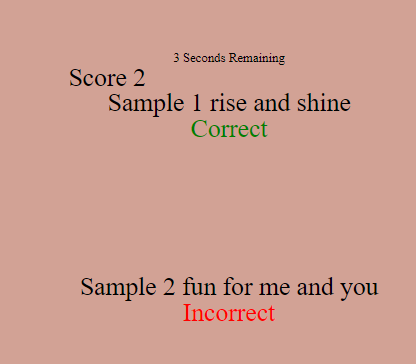 3 Seconds Remaining
Score 2
Sample 1 rise and shine
Correct
Sample 2 fun for me and you
Incorrect